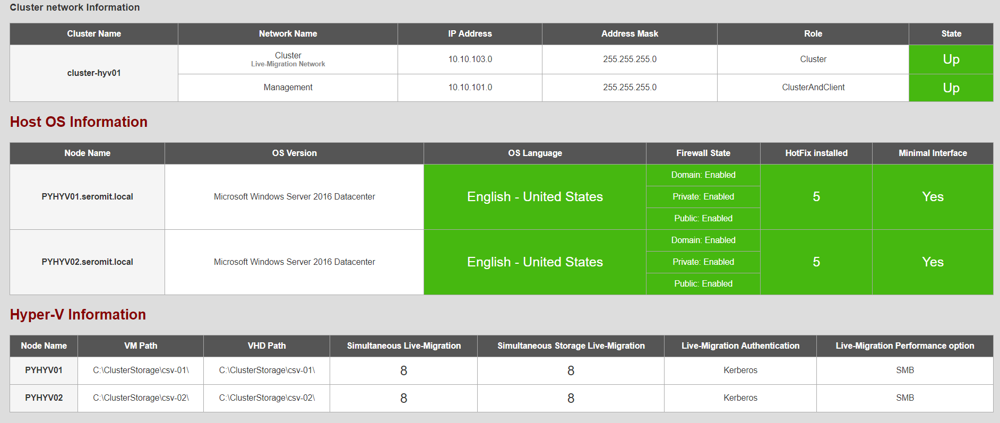 Cluster network Information
Cluster Name Network Name IP Address Address Mask Role State
cluster-hyv01
Cluster
Live-Migration Network
10.10.103.0 255.255.255.0 Cluster Up
Management 10.10.101.0 255.255.255.0 ClusterAndClient Up
Host OS Information
Node Name OS Version OS Language Firewall State HotFix installed Minimal Interface
PYHYV01.seromit.local Microsoft Windows Server 2016 Datacenter English - United States
Domain: Enabled
Private: Enabled
Public: Enabled
5 Yes
PYHYV02.seromit.local Microsoft Windows Server 2016 Datacenter English - United States
Domain: Enabled
Private: Enabled
Public: Enabled
5 Yes
Hyper-V Information
Node Name VM Path VHD Path Simultaneous Live-Migration Simultaneous Storage Live-Migration Live-Migration Authentication Live-Migration Performance option
PYHYV01 C:\ClusterStorage\csv-01\ C:\ClusterStorage\csv-01\ 8 8 Kerberos SMB
PYHYV02 C:\ClusterStorage\csv-02\ C:\ClusterStorage\csv-02\ 8 8 Kerberos SMB